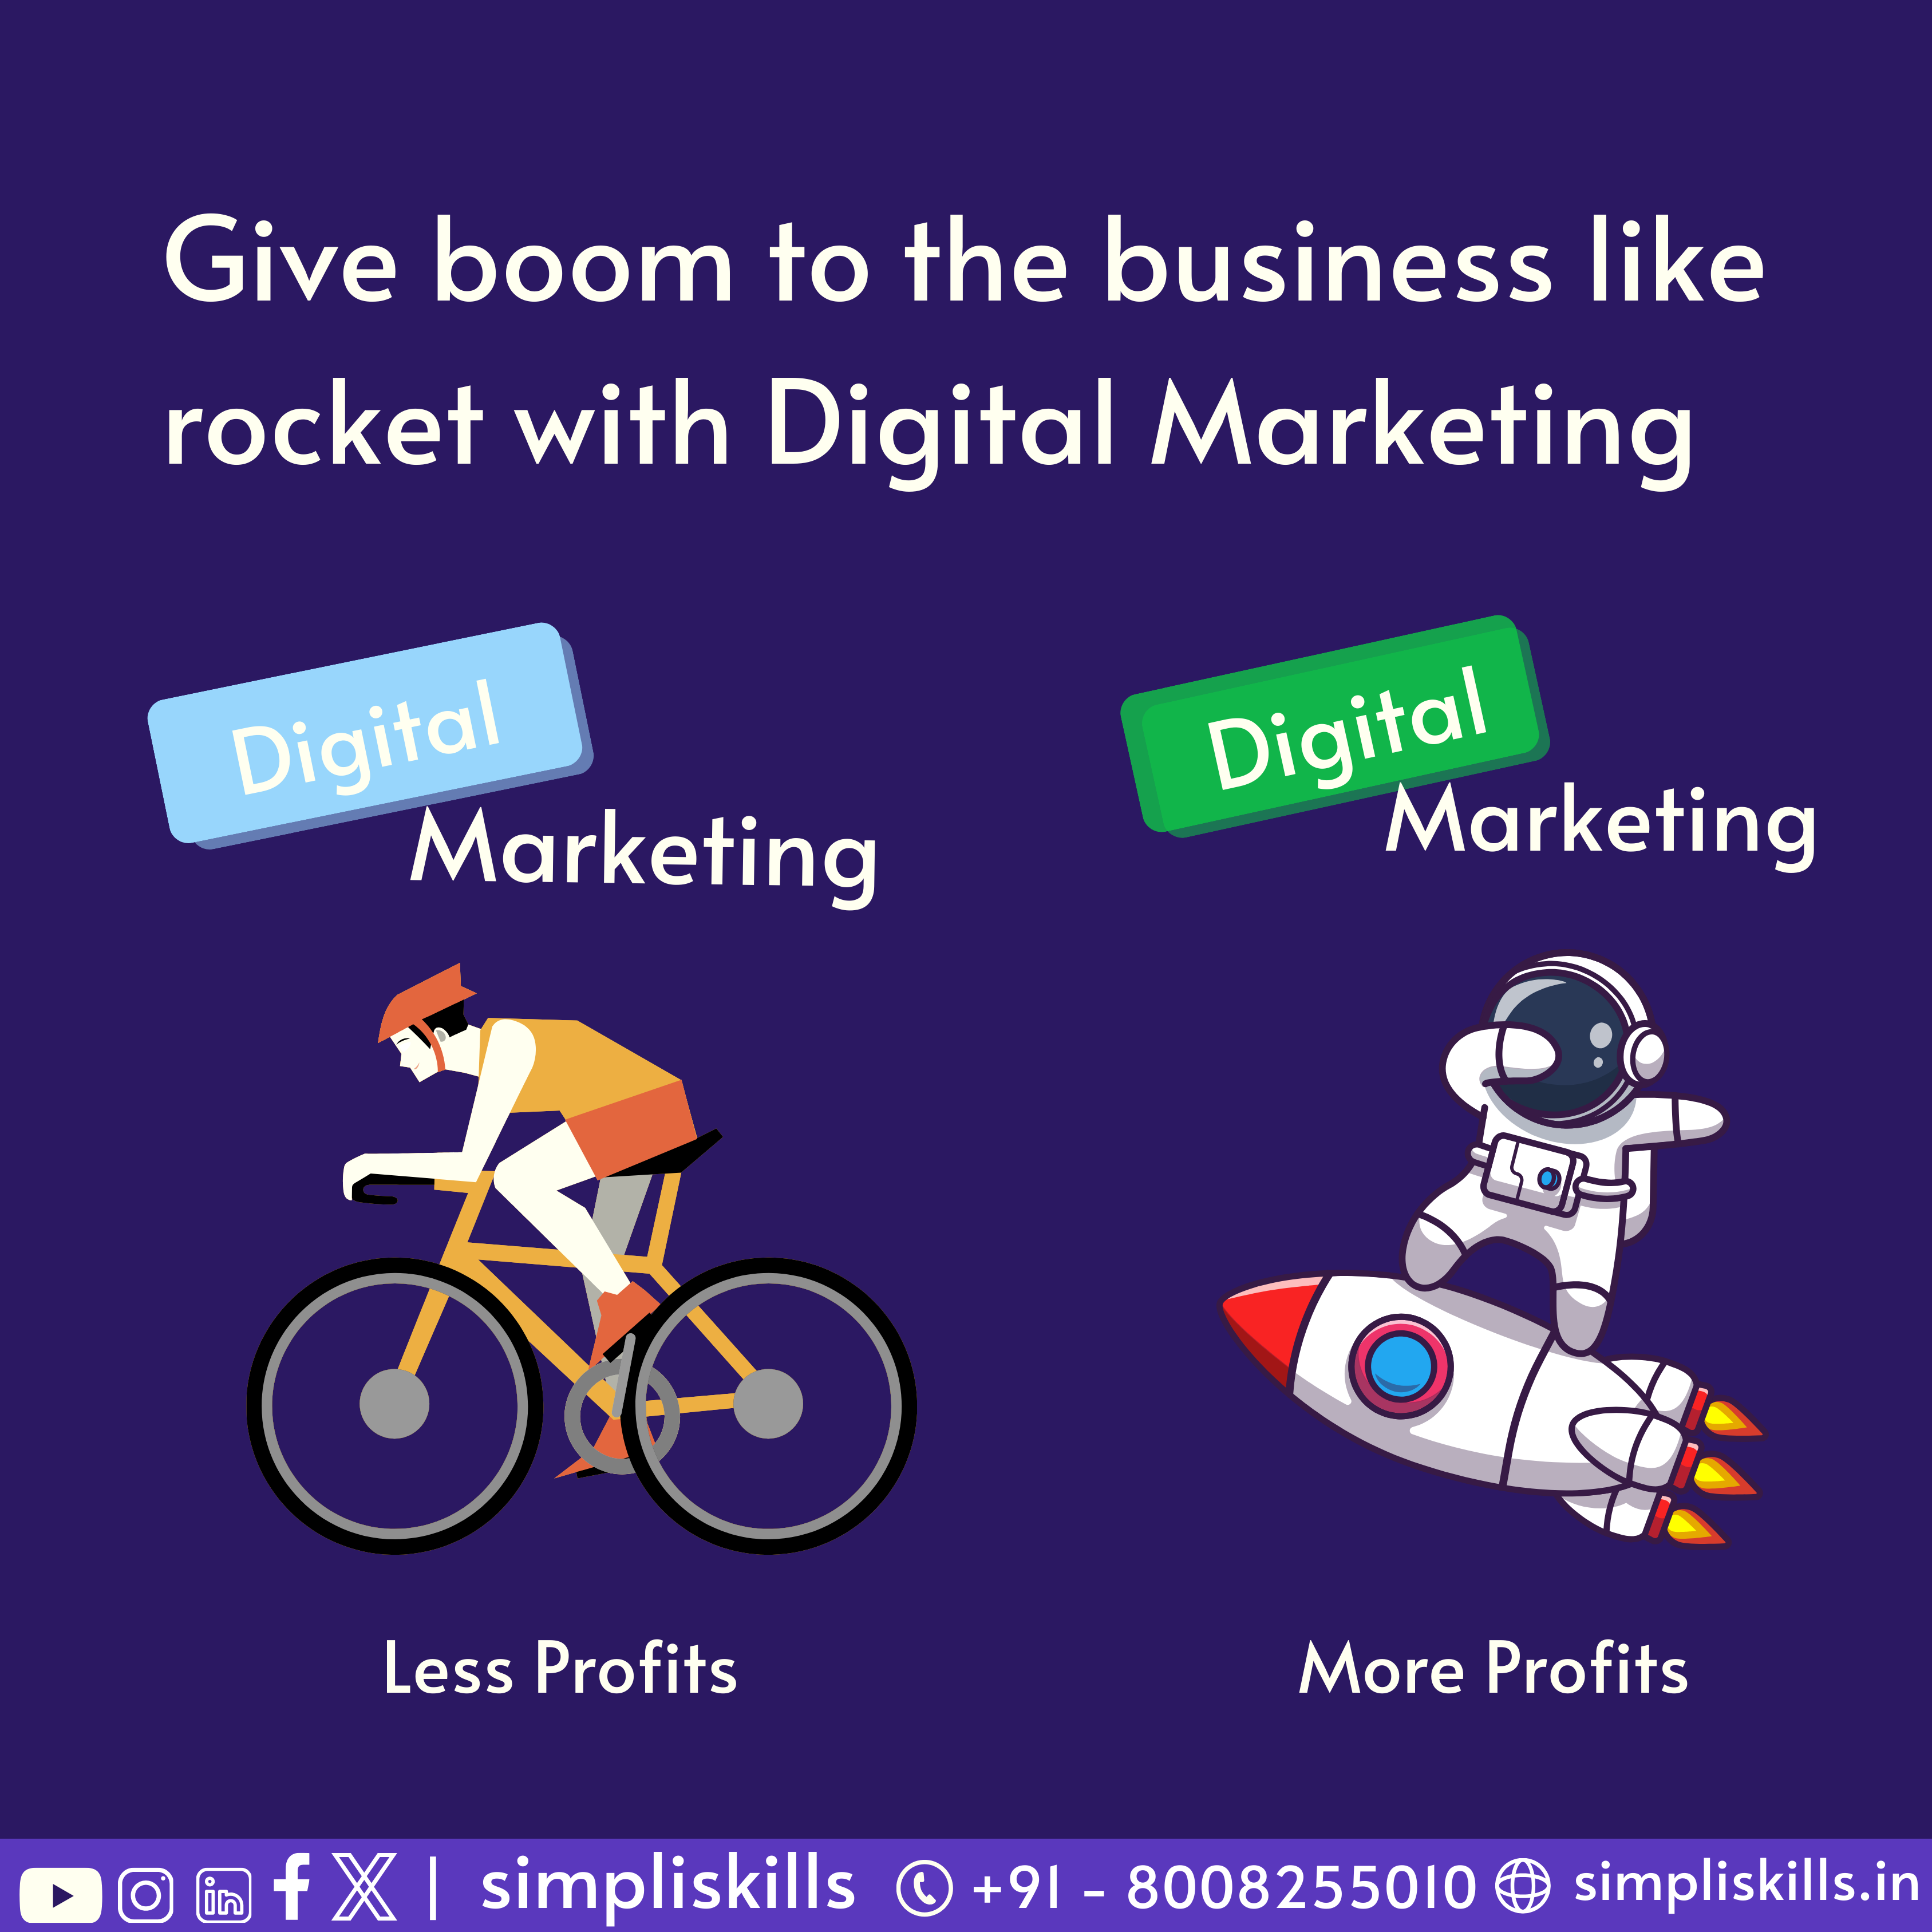 Give boom to the business like
rocket with Digital Marketing
Digital
Marketing
Digital
Marketing
Less Profits
More Profits
| simpliskills +91 - 8008255010 simpliskills.in